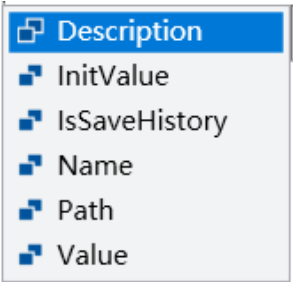 Description
InitValue
IsSaveHistory
Name
Path
Value